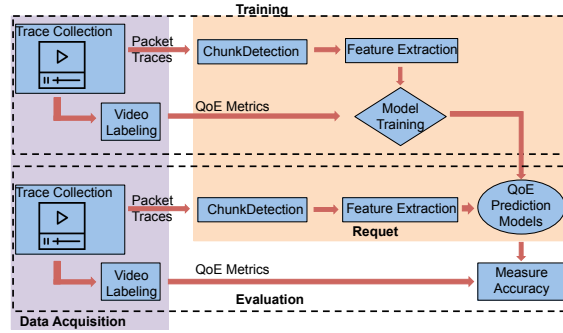 Training
Trace Collection
Packet
Traces
ChunkDetection
Feature Extraction
Video
Labeling
QoE Metrics
Model
Training
Trace Collection
Packet
Traces
ChunkDetection
Feature Extraction
QoE
Prediction
Models
Requet
Video
Labeling
QoE Metrics
Measure
Accuracy
Evaluation
Data Acquisition